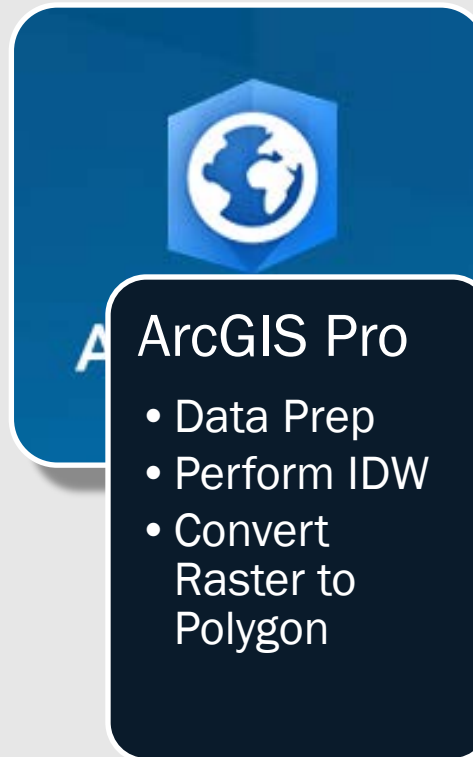 A
ArcGIS Pro
• Data Prep
• Perform IDW
• Convert
Raster to
Polygon